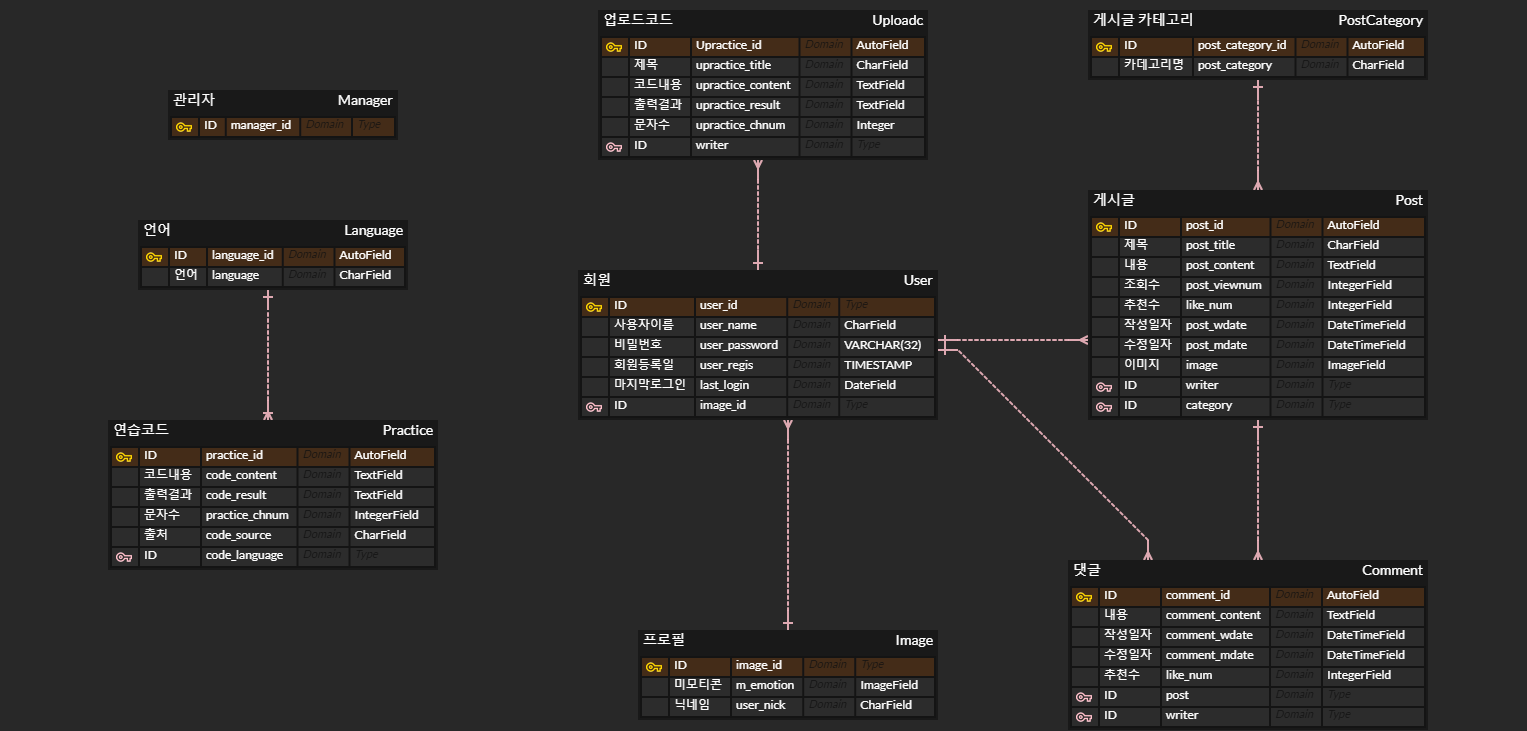 관리자 Manager
ID manager_id Domain Type
언어 Language
ID language_id Domain AutoField
언어 language Domain CharField
연습코드 Practice
ID practice_id Domain AutoField
코드내용 code_content Domain TextField
출력결과 code_result Domain TextField
문자수 practice_chnum Domain IntegerField
출처 code_source Domain CharField
ID code_language Domain Type
업로드코드 Uploadc
ID Upractice_id Domain AutoField
제목 upractice_title Domain CharField
코드내용 upractice_content Domain TextField
출력결과 upractice_result Domain TextField
문자수 upractice_chnum Domain Integer
ID writer Domain Type
회원 User
ID user_id Domain Type
사용자이름 user_name Domain CharField
비밀번호 user_password Domain VARCHAR(32)
회원등록일 user_regis Domain TIMESTAMP
마지막로그인 last_login Domain DateField
ID image_id Domain Type
프로필 Image
ID image_id Domain Type
미모티콘 m_emotion Domain ImageField
닉네임 user_nick Domain CharField
게시글 카테고리 PostCategory
ID post_category_id Domain AutoField
카데고리명 post_category Domain CharField
게시글 Post
ID post_id Domain AutoField
제목 post_title Domain CharField
내용 post_content Domain TextField
조회수 post_viewnum Domain IntegerField
추천수 like_num Domain IntegerField
작성일자 post_wdate Domain DateTimeField
수정일자 post_mdate Domain DateTimeField
이미지 image Domain ImageField
ID writer Domain Type
ID category Domain Type
댓글 Comment
ID comment_id Domain AutoField
내용 comment_content Domain TextField
작성일자 comment_wdate Domain DateTimeField
수정일자 comment_mdate Domain DateTimeField
추천수 like_num Domain IntegerField
ID post Domain Type
ID writer Domain Type